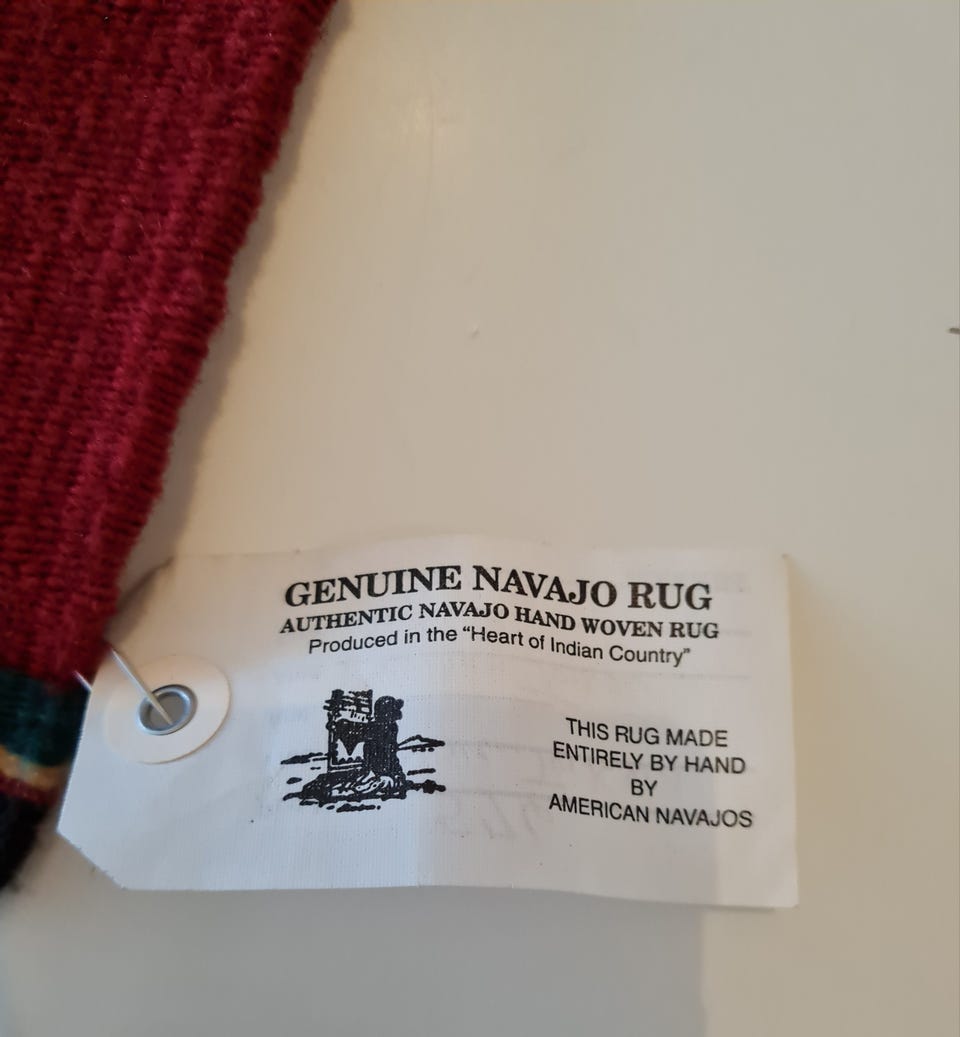 GENUINE NAVAJO RUG
AUTHENTIC NAVAJO HAND WOVEN RUG
Produced in the “Heart of Indian Country”
THIS RUG MADE
ENTIRELY BY HAND
BY
AMERICAN NAVAJOS